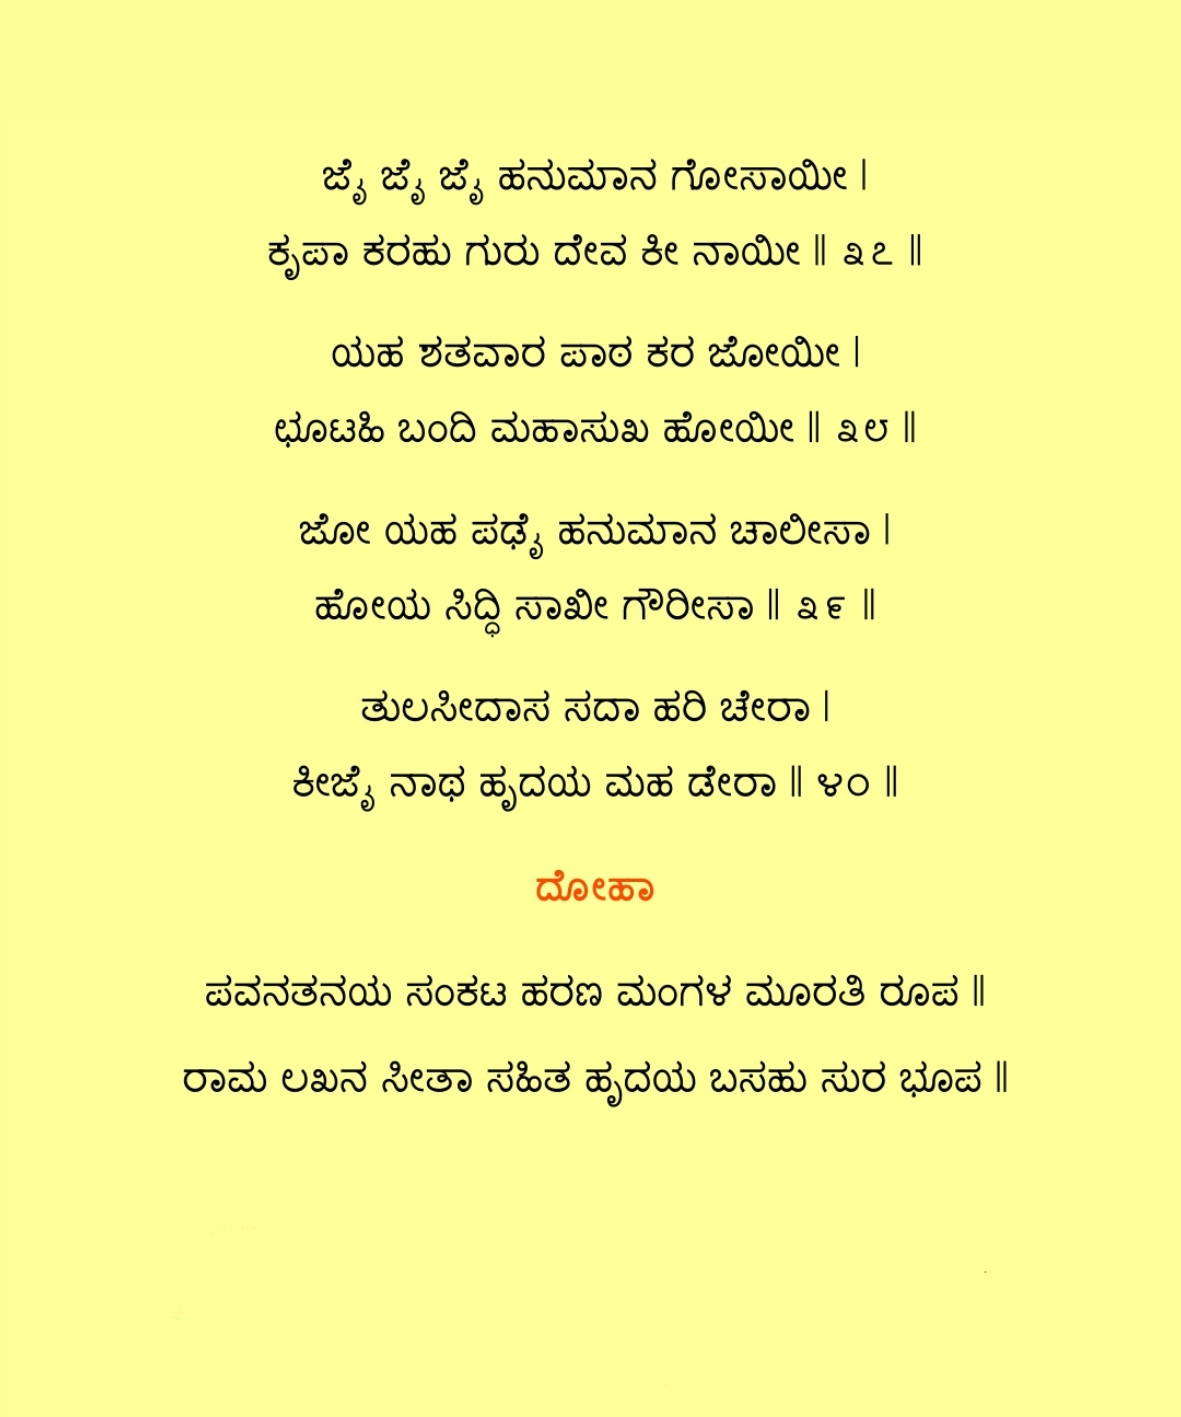 ಜೈ ಜೈ ಜೈ ಹನುಮಾನ ಗೋಸಾಯೀ |
ಕೃಪಾ ಕರಹು ಗುರು ದೇವ ಕೀ ನಾಯೀ || ೩೭ ||
ಯಹ ಶತವಾರ ಪಾಠ ಕರ ಜೋಯೀ |
ಛೂಟಹಿ ಬಂದಿ ಮಹಾಸುಖ ಹೋಯೀ || ೩೮ ||
ಜೋ ಯಹ ಪಢೈ ಹನುಮಾನ ಚಾಲೀಸಾ |
ಹೋಯ ಸಿದ್ಧಿ ಸಾಖೀ ಗೌರೀಸಾ || ೩೯ ||
ತುಲಸೀದಾಸ ಸದಾ ಹರಿ ಚೇರಾ |
ಕೀಜೈ ನಾಥ ಹೃದಯ ಮಹ ಡೇರಾ || ೪೦ ||
ದೋಹಾ
ಪವನತನಯ ಸಂಕಟ ಹರಣ ಮಂಗಳ ಮೂರತಿ ರೂಪ ||
ರಾಮ ಲಖನ ಸೀತಾ ಸಹಿತ ಹೃದಯ ಬಸಹು ಸುರ ಭೂಪ ||